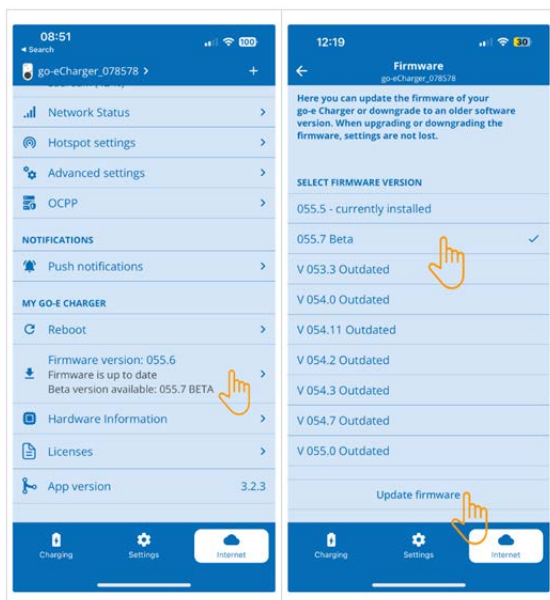 08:51
100
◂ Search
go-eCharger_078578 >
+
Network Status
Hotspot settings
Advanced settings
OCPP
NOTIFICATIONS
Push notifications
MY GO-E CHARGER
Reboot
Firmware version: 055.6
Firmware is up to date
Beta version available: 055.7 BETA
Hardware Information
Licenses
App version 3.2.3
Charging
Settings
Internet
12:19
30
Firmware
go-eCharger_078578
Here you can update the firmware of your
go-e Charger or downgrade to an older software
version. When upgrading or downgrading the
firmware, settings are not lost.
SELECT FIRMWARE VERSION
055.5 - currently installed
055.7 Beta
V 053.3 Outdated
V 054.0 Outdated
V 054.11 Outdated
V 054.2 Outdated
V 054.3 Outdated
V 054.7 Outdated
V 055.0 Outdated
Update firmware
Charging
Settings
Internet